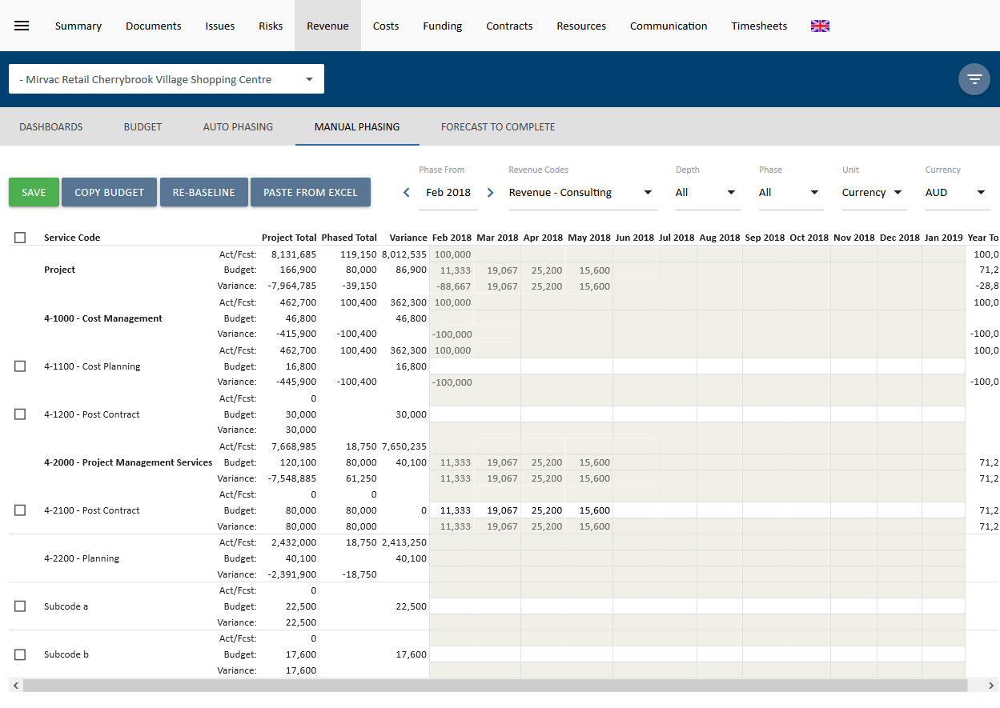 Summary Documents Issues Risks Revenue Costs Funding Contracts Resources Communication Timesheets
- Mirvac Retail Cherrybrook Village Shopping Centre
DASHBOARDS BUDGET AUTO PHASING MANUAL PHASING FORECAST TO COMPLETE
Phase From Revenue Codes Depth Phase Unit Currency
SAVE COPY BUDGET RE-BASELINE PASTE FROM EXCEL Feb 2018 Revenue - Consulting All All Currency AUD
Service Code Project Total Phased Total Variance Feb 2018 Mar 2018 Apr 2018 May 2018 Jun 2018 Jul 2018 Aug 2018 Sep 2018 Oct 2018 Nov 2018 Dec 2018 Jan 2019 Year To
Act/Fcst: 8,131,685 119,150 8,012,535 100,000 100,0
Project Budget: 166,900 80,000 86,900 11,333 19,067 25,200 15,600 71,2
Variance: -7,964,785 -39,150 -88,667 19,067 25,200 15,600 -28,8
Act/Fcst: 462,700 100,400 362,300 100,000 100,0
4-1000 - Cost Management Budget: 46,800 46,800
Variance: -415,900 -100,400 -100,000 -100,0
Act/Fcst: 462,700 100,400 362,300 100,000 100,0
4-1100 - Cost Planning Budget: 16,800 16,800
Variance: -445,900 -100,400 -100,000 -100,0
Act/Fcst: 0
4-1200 - Post Contract Budget: 30,000 30,000
Variance: 30,000
Act/Fcst: 7,668,985 18,750 7,650,235
4-2000 - Project Management Services Budget: 120,100 80,000 40,100 11,333 19,067 25,200 15,600 71,2
Variance: -7,548,885 61,250 11,333 19,067 25,200 15,600 71,2
Act/Fcst: 0 0
4-2100 - Post Contract Budget: 80,000 80,000 0 11,333 19,067 25,200 15,600 71,2
Variance: 80,000 80,000 11,333 19,067 25,200 15,600 71,2
Act/Fcst: 2,432,000 18,750 2,413,250
4-2200 - Planning Budget: 40,100 40,100
Variance: -2,391,900 -18,750
Act/Fcst: 0
Subcode a Budget: 22,500 22,500
Variance: 22,500
Act/Fcst: 0
Subcode b Budget: 17,600 17,600
Variance: 17,600